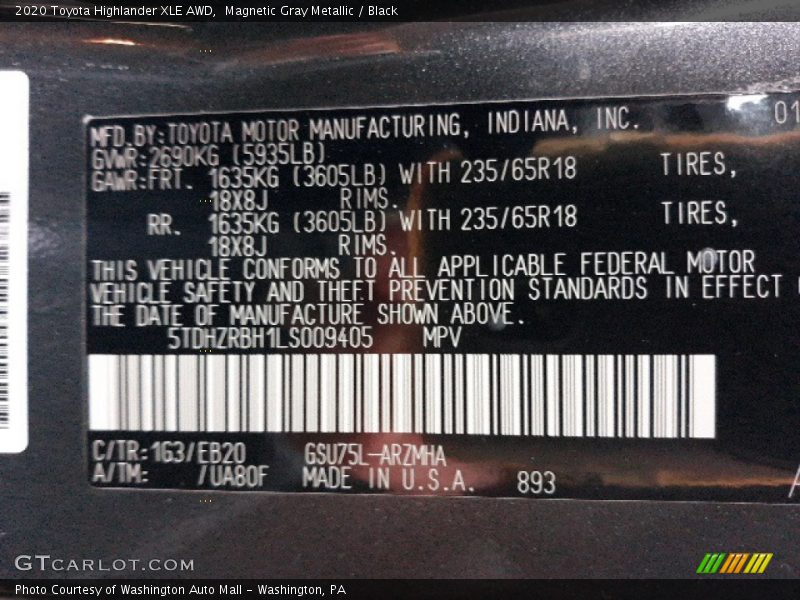 2020 Toyota Highlander XLE AWD, Magnetic Gray Metallic / Black
01
MFD.BY:TOYOTA MOTOR MANUFACTURING, INDIANA, INC.
GVWR:2690KG (5935LB)
GAWR:FRT. 1635KG (3605LB) WITH 235/65R18 TIRES,
18X8J RIMS.
RR. 1635KG (3605LB) WITH 235/65R18 TIRES,
18X8J RIMS.
THIS VEHICLE CONFORMS TO ALL APPLICABLE FEDERAL MOTOR
VEHICLE SAFETY AND THEFT PREVENTION STANDARDS IN EFFECT
THE DATE OF MANUFACTURE SHOWN ABOVE.
5TDHZRBH1LS009405 MPV
C/TR:1G3/EB20 GSU75L-ARZMHA
A/TM: /UA80F MADE IN U.S.A. 893
GTCARLOT.COM
Photo Courtesy of Washington Auto Mall - Washington, PA